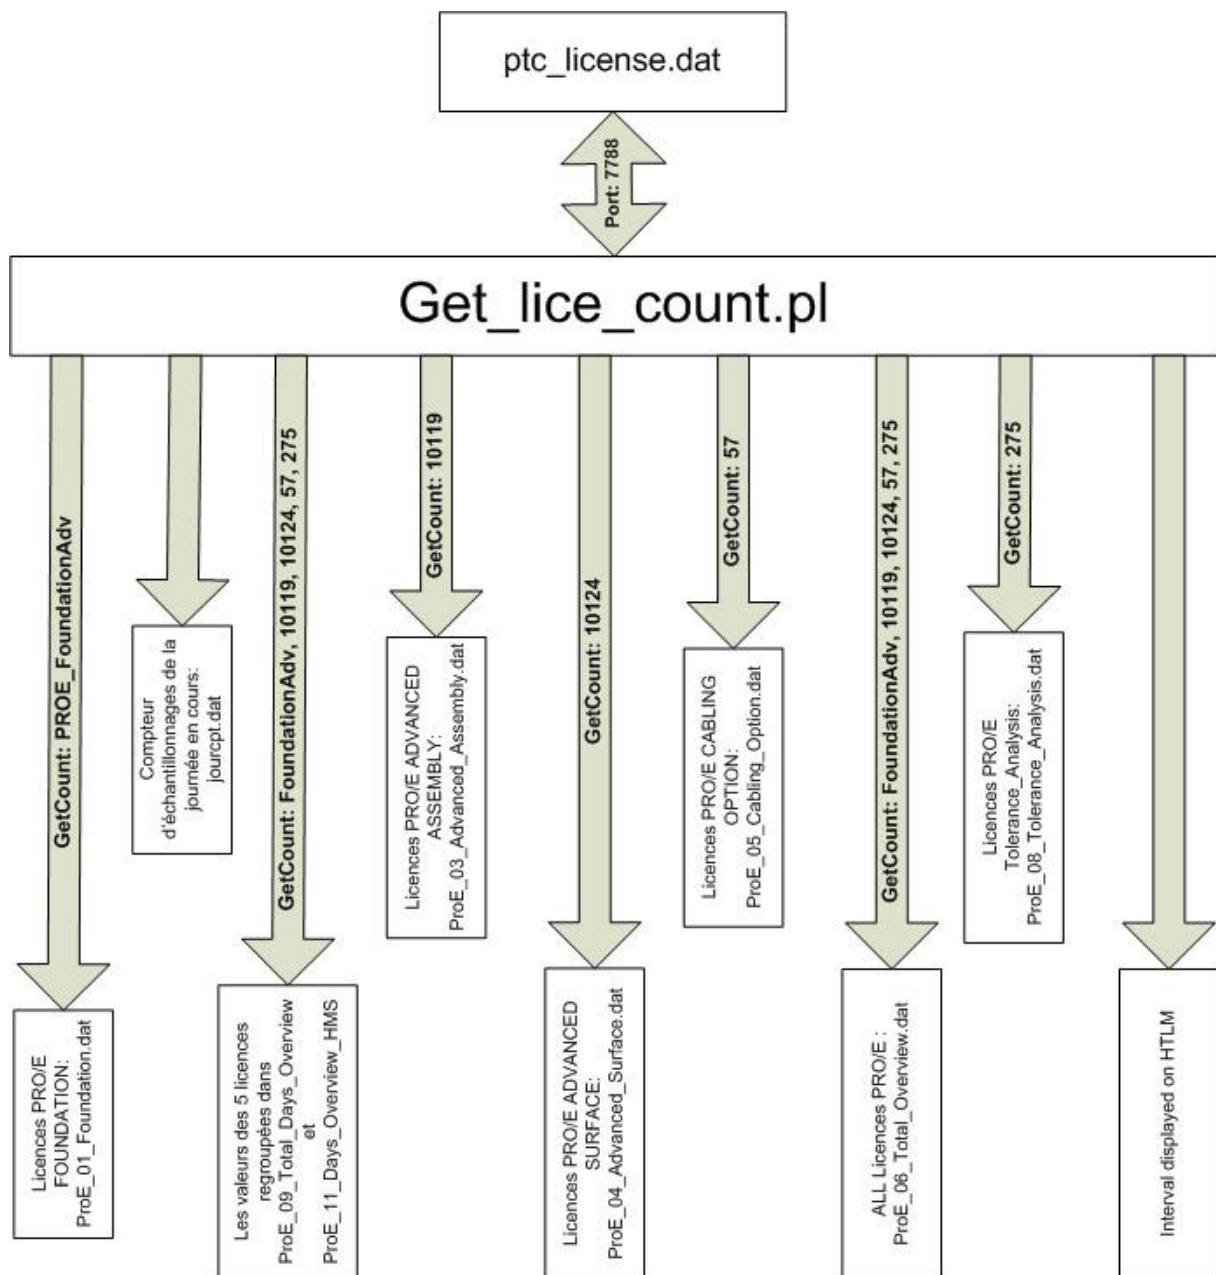 ptc_license.dat
Port: 7788
Get_lice_count.pl
GetCount: PROE_FoundationAdv
Licences PRO/E
FOUNDATION:
ProE_01_Foundation.dat
Compteur
d'échantillonnages de la
journée en cours:
jourcpt.dat
GetCount: FoundationAdv, 10119, 10124, 57, 275
Les valeurs des 5 licences
regroupées dans
ProE_09_Total_Days_Overview
et
ProE_11_Days_Overview_HMS
GetCount: 10119
Licences PRO/E ADVANCED
ASSEMBLY:
ProE_03_Advanced_Assembly.dat
GetCount: 10124
Licences PRO/E ADVANCED
SURFACE:
ProE_04_Advanced_Surface.dat
GetCount: 57
Licences PRO/E CABLING
OPTION:
ProE_05_Cabling_Option.dat
GetCount: FoundationAdv, 10119, 10124, 57, 275
ALL Licences PRO/E :
ProE_06_Total_Overview.dat
GetCount: 275
Licences PRO/E
Tolerance_Analysis:
ProE_08_Tolerance_Analysis.dat
Interval displayed on HTLM